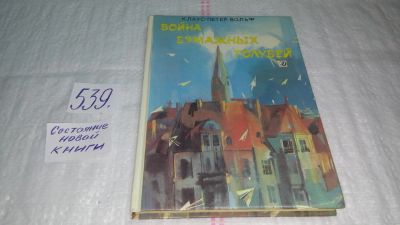 КЛАУС-ПЕТЕР ВОЛЬФ
ВОЙНА
БУМАЖНЫХ
ГОЛУБЕЙ
539.
Состояние
новой
книги